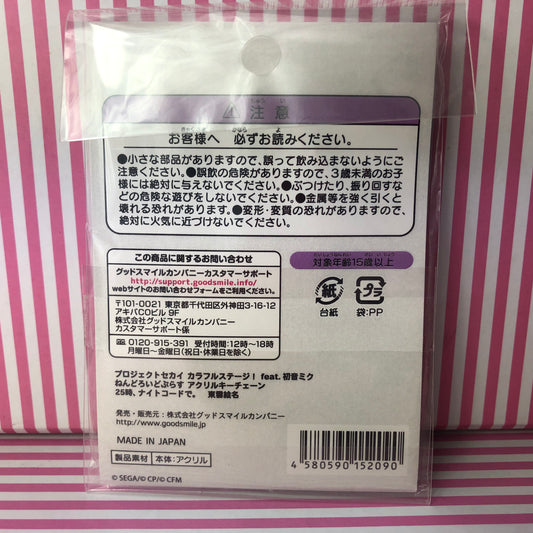 ⚠ 注意
お客様へ 必ずお読みください。
●小さな部品がありますので、誤って飲み込まないようにご
注意ください。●誤飲の危険がありますので、3歳未満のお子
様には絶対に与えないでください。●ぶつけたり、振り回すな
どの危険な遊びをしないでください。●金属等を強く引くと
壊れる恐れがあります。●変形・変質の恐れがありますので、
絶対に火気に近づけないでください。
この商品に関するお問い合わせ
グッドスマイルカンパニーカスタマーサポート
http://support.goodsmile.info/
webサイトのお問い合わせフォームをご利用ください。
〒101-0021 東京都千代田区外神田3-16-12
アキバCOビル 9F
株式会社グッドスマイルカンパニー
カスタマーサポート係
0120-915-391 受付時間:12時〜18時
月曜日〜金曜日(祝日・休業日を除く)
対象年齢15歳以上
紙 プラ
台紙 袋:PP
プロジェクトセカイ カラフルステージ! feat. 初音ミク
ねんどろいどぷらす アクリルキーチェーン
25時、ナイトコードで。 東雲絵名
発売・販売元:株式会社グッドスマイルカンパニー
http://www.goodsmile.jp
MADE IN JAPAN
製品素材 本体:アクリル
© SEGA/© CP/© CFM
4 580590 152090